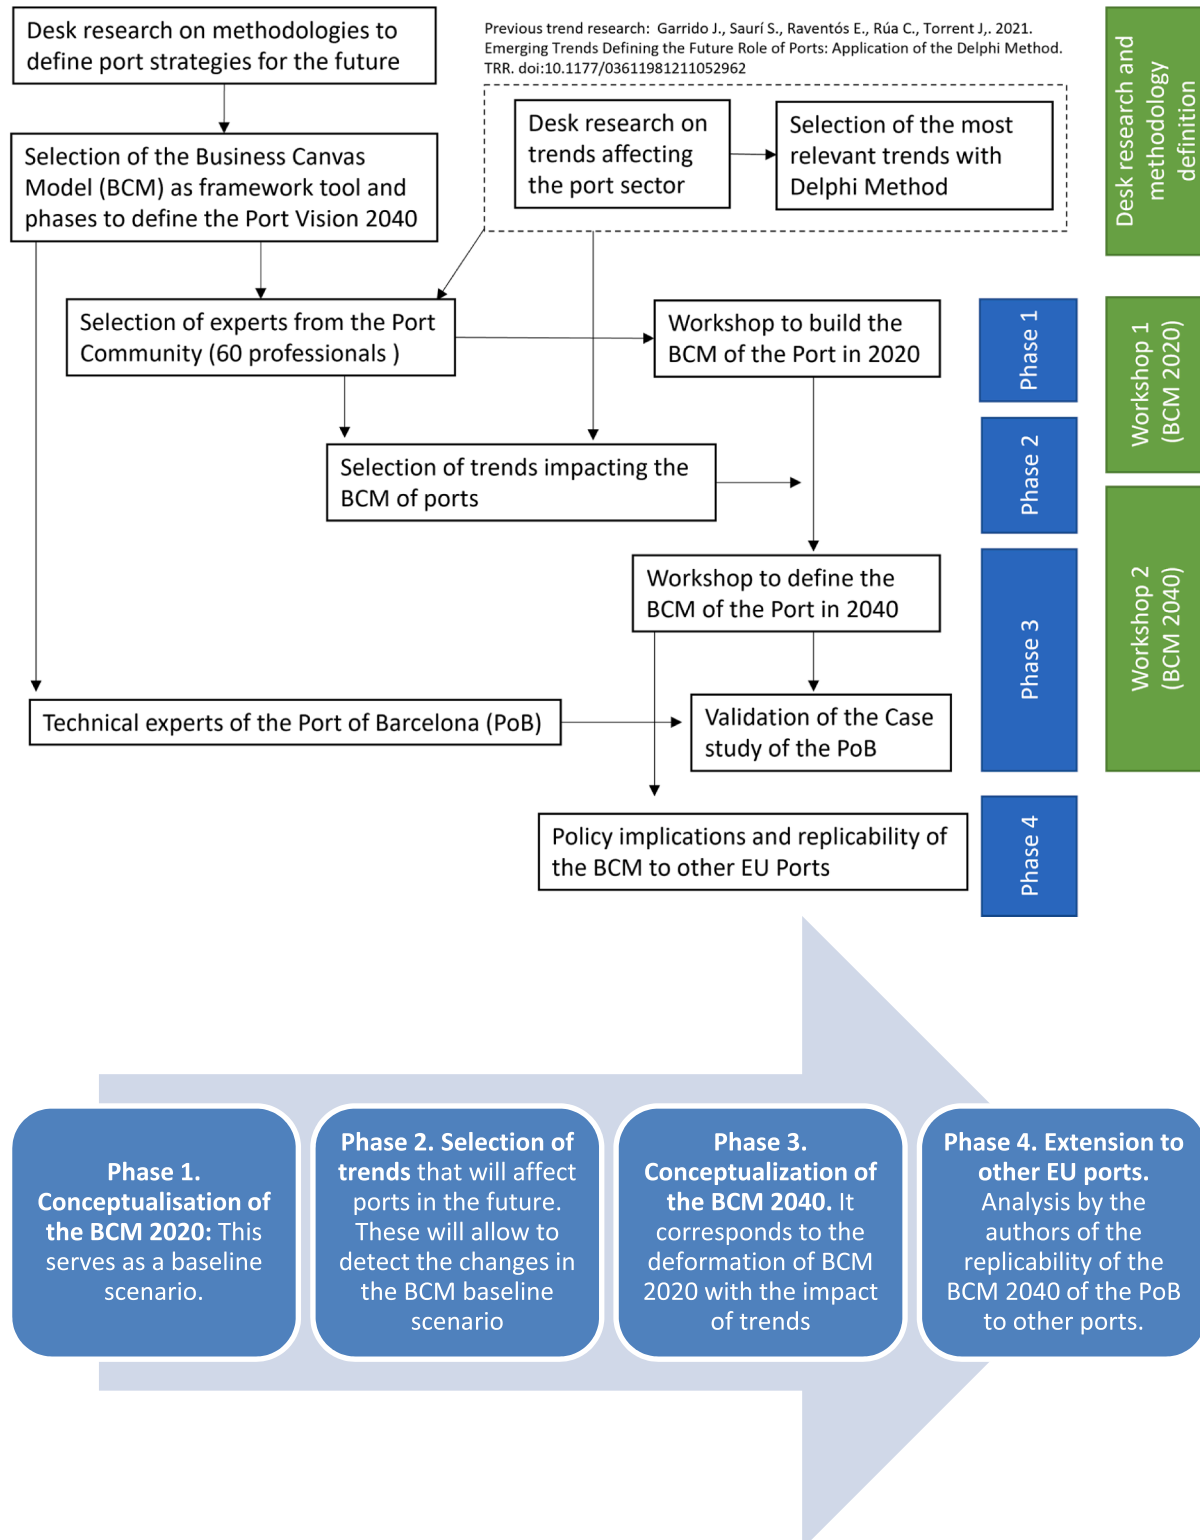 Desk research on methodologies to
define port strategies for the future
Previous trend research:  Garrido J., Saurí S., Raventós E., Rúa C., Torrent J,. 2021.
Emerging Trends Defining the Future Role of Ports: Application of the Delphi Method.
TRR. doi:10.1177/03611981211052962
Desk research and
methodology
definition
Desk research on
trends affecting
the port sector
Selection of the most
relevant trends with
Delphi Method
Selection of the Business Canvas
Model (BCM) as framework tool and
phases to define the Port Vision 2040
Selection of experts from the Port
Community (60 professionals )
Workshop to build the
BCM of the Port in 2020
Phase 1
Workshop 1
(BCM 2020)
Selection of trends impacting the
BCM of ports
Phase 2
Workshop to define the
BCM of the Port in 2040
Phase 3
Workshop 2
(BCM 2040)
Technical experts of the Port of Barcelona (PoB)
Validation of the Case
study of the PoB
Policy implications and replicability of
the BCM to other EU Ports
Phase 4
Phase 1.
Conceptualisation of
the BCM 2020: This
serves as a baseline
scenario.
Phase 2. Selection of
trends that will affect
ports in the future.
These will allow to
detect the changes in
the BCM baseline
scenario
Phase 3.
Conceptualization of
the BCM 2040. It
corresponds to the
deformation of BCM
2020 with the impact
of trends
Phase 4. Extension to
other EU ports.
Analysis by the
authors of the
replicability of the
BCM 2040 of the PoB
to other ports.